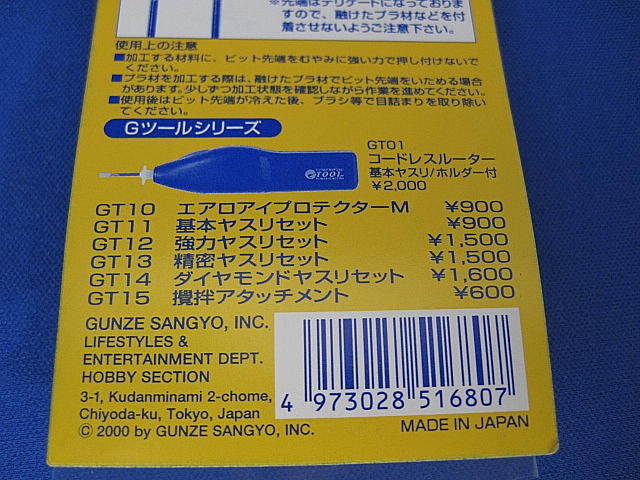 ※先端はデリケートになっておりま
すので、融けたプラ材などを付
着させないようご注意下さい。
使用上の注意
■加工する材料に、ビット先端をむやみに強い力で押し付けないで
ください。
■プラ材を加工する際は、融けたプラ材でビット先端をいためる場合
があります。少しずつ加工状態を確認しながら作業を進めてください。
■使用後はビット先端が冷えた後、ブラシ等で目詰まりを取り除い
てください。
Gツールシリーズ
GT01
コードレスルーター
基本ヤスリ/ホルダー付
¥2,000
TOOL
GT10 エアロアイプロテクターM ¥900
GT11 基本ヤスリセット ¥900
GT12 強力ヤスリセット ¥1,500
GT13 精密ヤスリセット ¥1,500
GT14 ダイヤモンドヤスリセット ¥1,600
GT15 攪拌アタッチメント ¥600
GUNZE SANGYO, INC.
LIFESTYLES &
ENTERTAINMENT DEPT.
HOBBY SECTION
3-1, Kudanminami 2-chome,
Chiyoda-ku, Tokyo, Japan
© 2000 by GUNZE SANGYO, INC.
4 973028 516807
MADE IN JAPAN